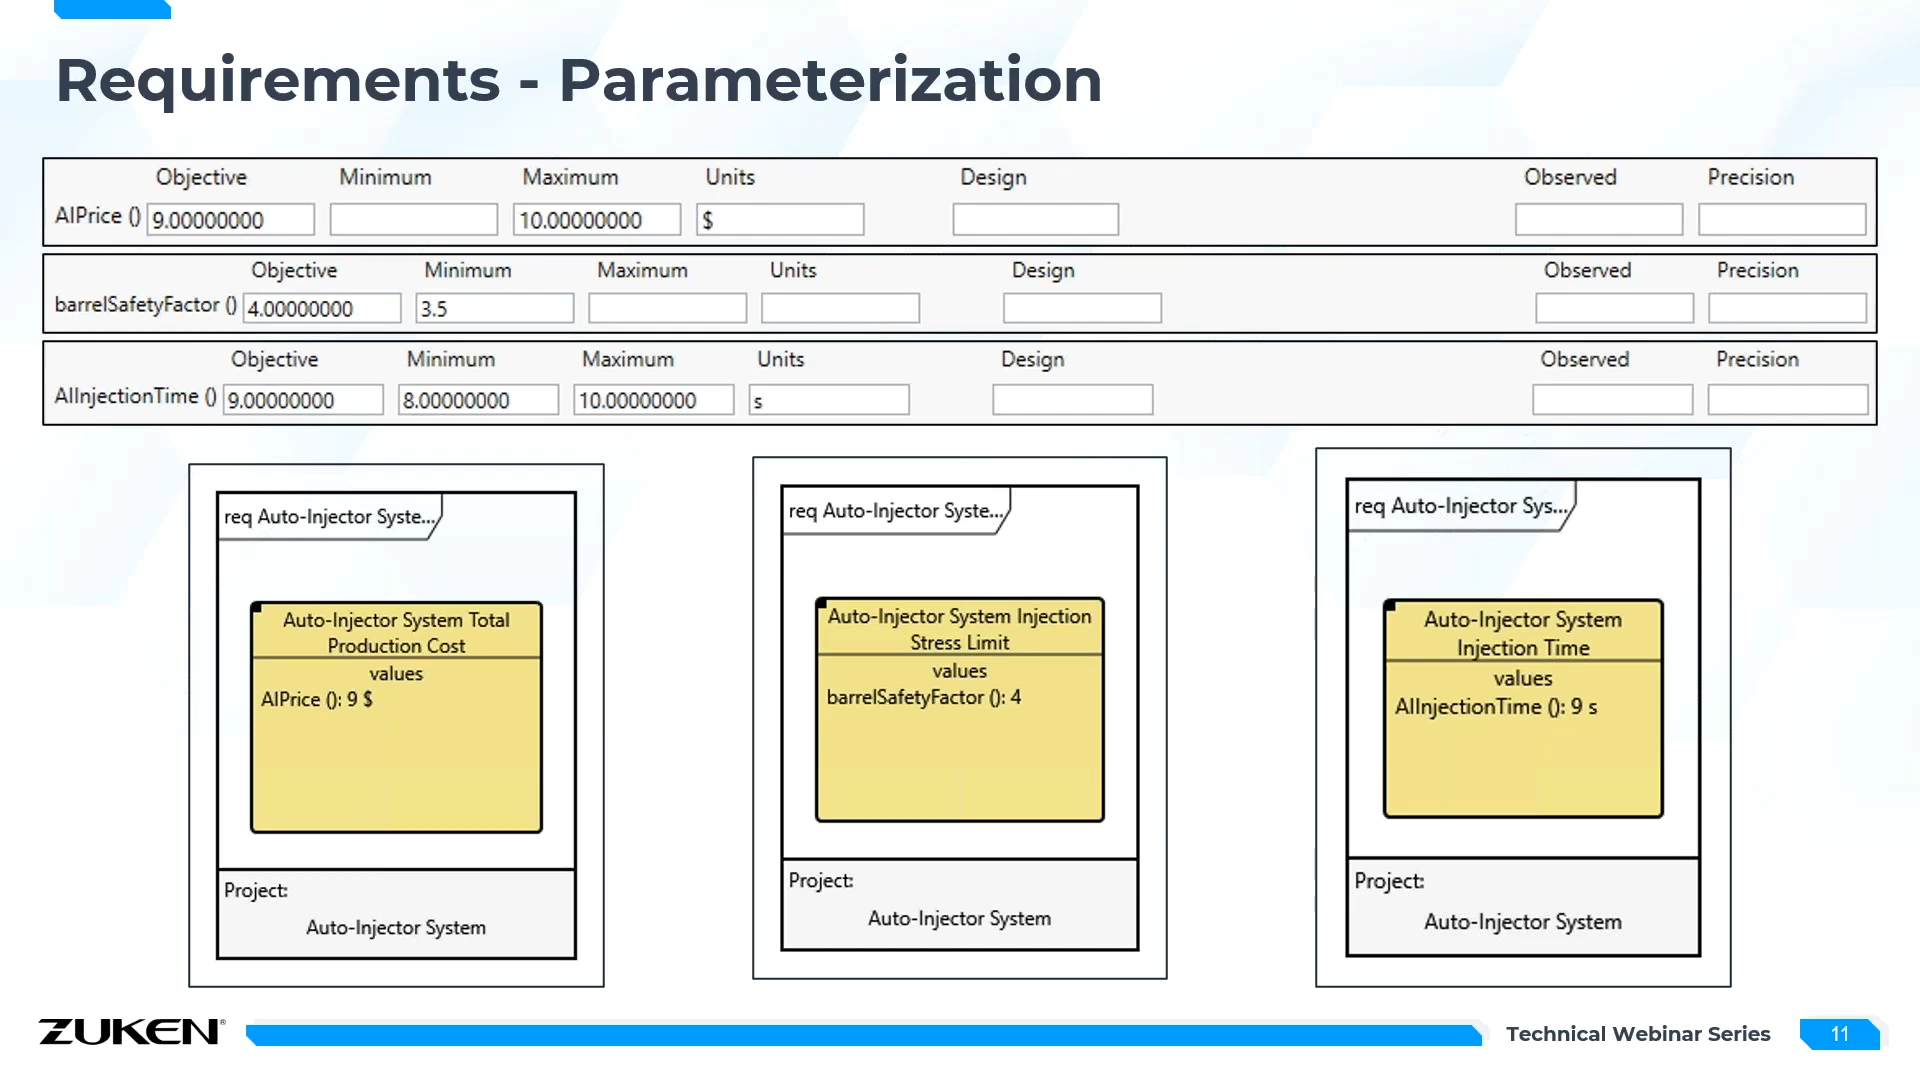 Requirements - Parameterization
Objective Minimum Maximum Units Design Observed Precision
AIPrice () 9.00000000 10.00000000 $
Objective Minimum Maximum Units Design Observed Precision
barrelSafetyFactor () 4.00000000 3.5
Objective Minimum Maximum Units Design Observed Precision
AIInjectionTime () 9.00000000 8.00000000 10.00000000 s
req Auto-Injector Syste...
Auto-Injector System Total
Production Cost
values
AIPrice (): 9 $
Project:
Auto-Injector System
req Auto-Injector Syste...
Auto-Injector System Injection
Stress Limit
values
barrelSafetyFactor (): 4
Project:
Auto-Injector System
req Auto-Injector Sys...
Auto-Injector System
Injection Time
values
AIInjectionTime (): 9 s
Project:
Auto-Injector System
ZUKEN®
Technical Webinar Series
11